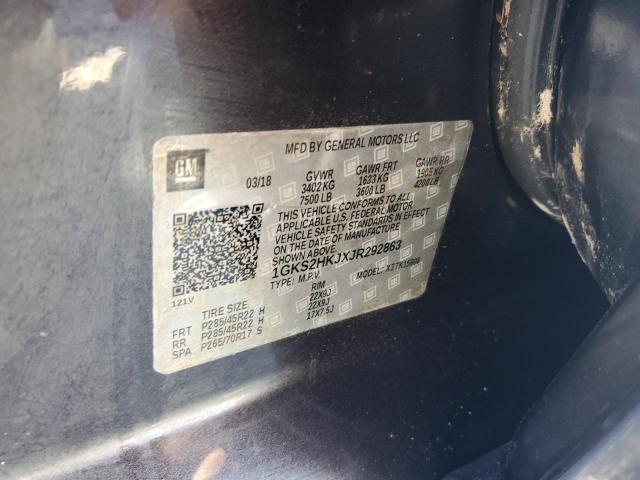 MFD BY GENERAL MOTORS LLC
GM
03/18 GVWR GAWR FRT GAWR RR
3402 KG 1633 KG 1905 KG
7500 LB 3600 LB 4200 LB
THIS VEHICLE CONFORMS TO ALL
APPLICABLE U.S. FEDERAL MOTOR
VEHICLE SAFETY STANDARDS IN EFFECT
ON THE DATE OF MANUFACTURE
SHOWN ABOVE.
1GKS2HKJXJR292863
TYPE: M.P.V. MODEL:
121V
TIRE SIZE RIM
FRT P285/45R22 H 22X9J
RR P285/45R22 H 22X9J
SPA P265/70R17 S 17X7.5J